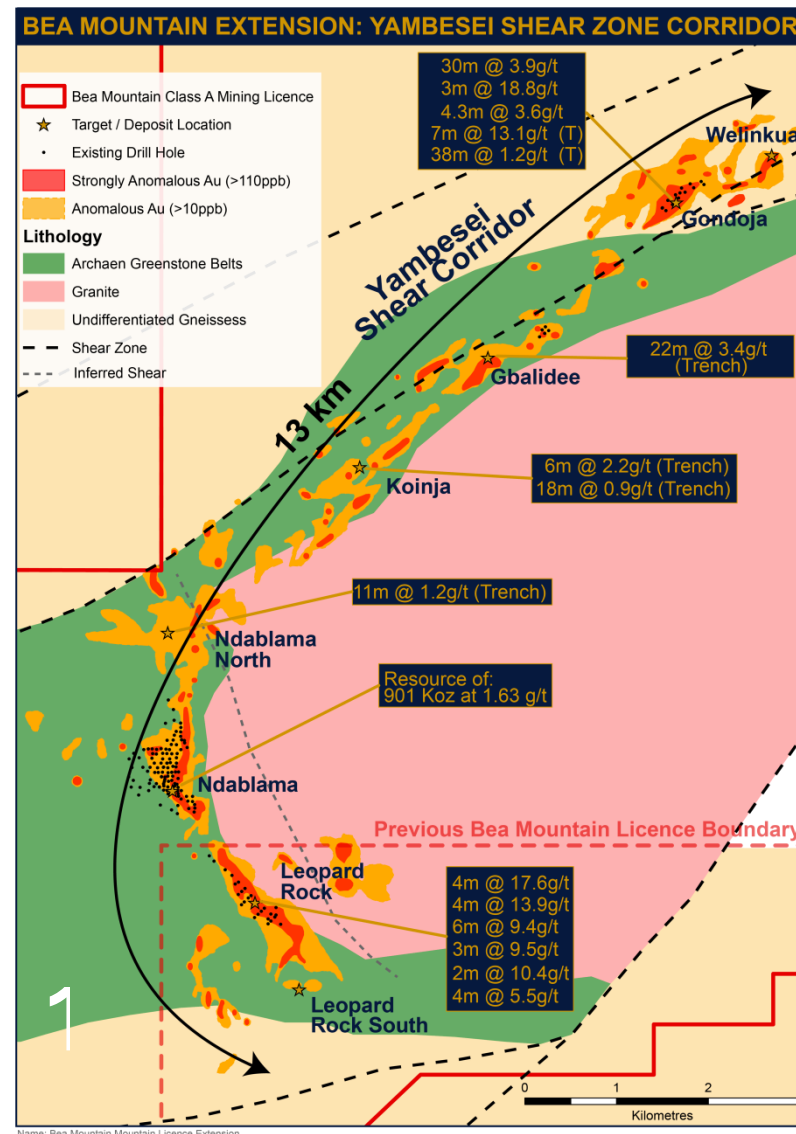 BEA MOUNTAIN EXTENSION: YAMBESEI SHEAR ZONE CORRIDOR
Bea Mountain Class A Mining Licence
Target / Deposit Location
Existing Drill Hole
Strongly Anomalous Au (>110ppb)
Anomalous Au (>10ppb)
Lithology
Archaen Greenstone Belts
Granite
Undifferentiated Gneissess
Shear Zone
Inferred Shear
30m @ 3.9g/t
3m @ 18.8g/t
4.3m @ 3.6g/t
7m @ 13.1g/t (T)
38m @ 1.2g/t (T)
Welinkua
Gondoja
Yambesei
Shear Corridor
22m @ 3.4g/t
(Trench)
Gbalidee
13 km
6m @ 2.2g/t (Trench)
18m @ 0.9g/t (Trench)
Koinja
11m @ 1.2g/t (Trench)
Ndablama
North
Resource of:
901 Koz at 1.63 g/t
Ndablama
Previous Bea Mountain Licence Boundary
Leopard
Rock
4m @ 17.6g/t
4m @ 13.9g/t
6m @ 9.4g/t
3m @ 9.5g/t
2m @ 10.4g/t
4m @ 5.5g/t
Leopard
Rock South
1
0 1 2
Kilometres
Name: Bea Mountain Mountain Licence Extension